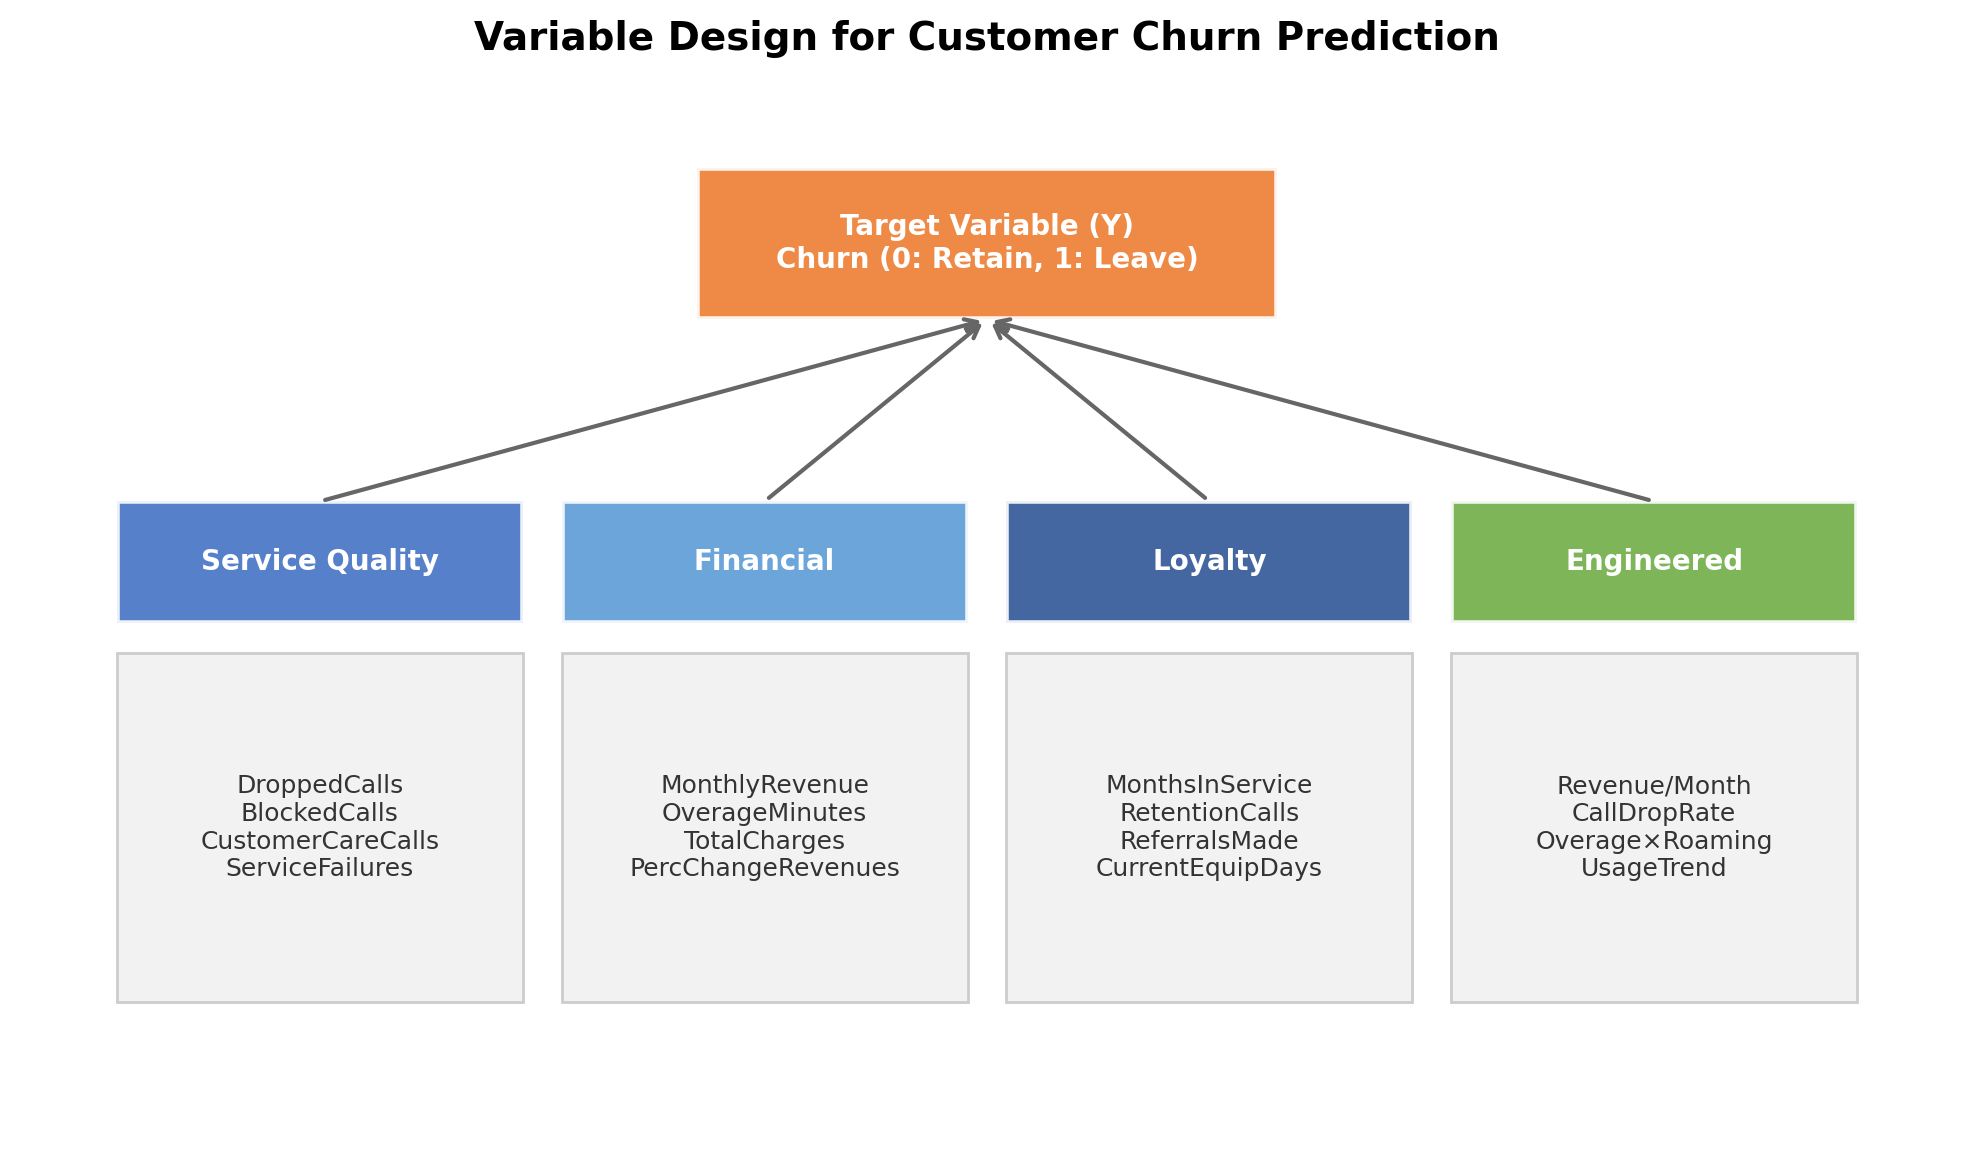 Variable Design for Customer Churn Prediction
Target Variable (Y)
Churn (0: Retain, 1: Leave)
Service Quality
Financial
Loyalty
Engineered
DroppedCalls
BlockedCalls
CustomerCareCalls
ServiceFailures
MonthlyRevenue
OverageMinutes
TotalCharges
PercChangeRevenues
MonthsInService
RetentionCalls
ReferralsMade
CurrentEquipDays
Revenue/Month
CallDropRate
Overage×Roaming
UsageTrend